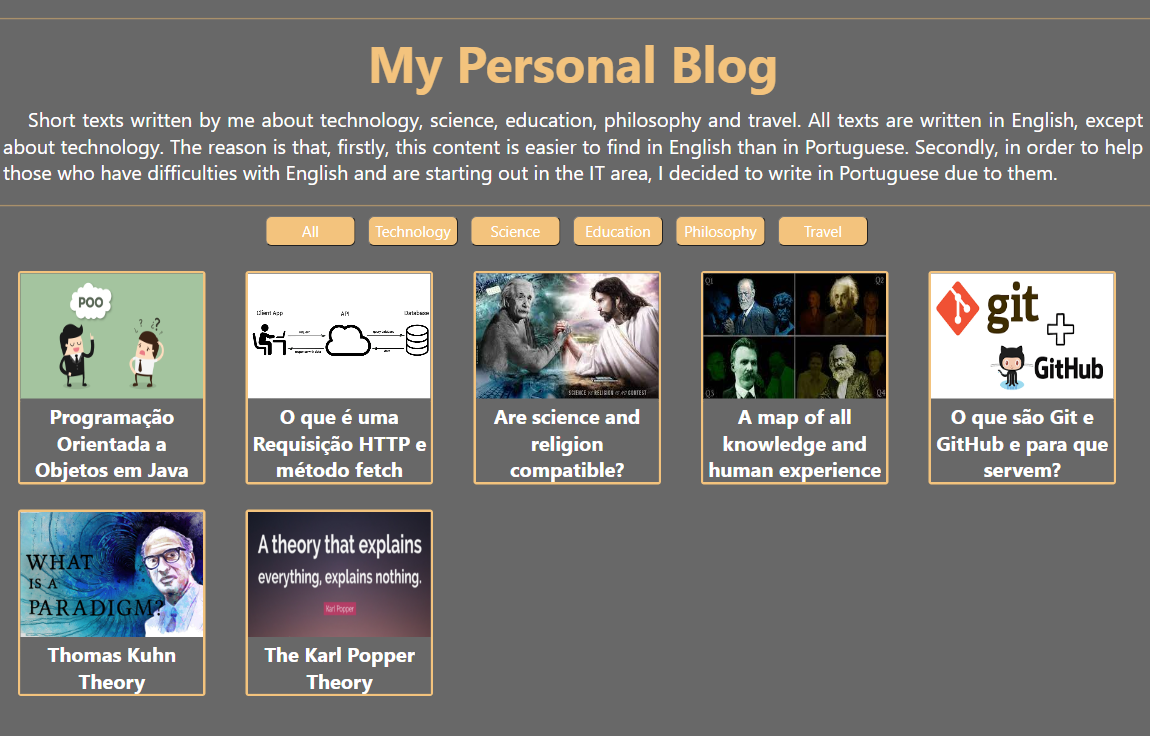 My Personal Blog
Short texts written by me about technology, science, education, philosophy and travel. All texts are written in English, except
about technology. The reason is that, firstly, this content is easier to find in English than in Portuguese. Secondly, in order to help
those who have difficulties with English and are starting out in the IT area, I decided to write in Portuguese due to them.
All
Technology
Science
Education
Philosophy
Travel
POO
? ?
Programação
Orientada a
Objetos em Java
Client App
API
Database
O que é uma
Requisição HTTP e
método fetch
SCIENCE
RELIGION
CONTEST
Are science and
religion
compatible?
Q1
Q2
Q3
Q4
A map of all
knowledge and
human experience
git
GitHub
O que são Git e
GitHub e para que
servem?
WHAT
IS A
PARADIGM?
Thomas Kuhn
Theory
A theory that explains
everything, explains nothing.
Karl Popper
The Karl Popper
Theory